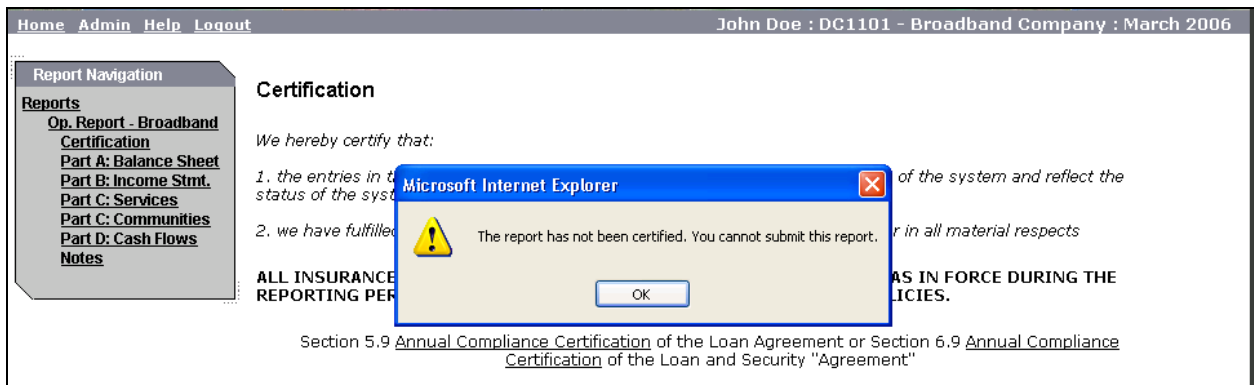 Home Admin Help Logout John Doe : DC1101 - Broadband Company : March 2006
Report Navigation
Reports
Op. Report - Broadband
Certification
Part A: Balance Sheet
Part B: Income Stmt.
Part C: Services
Part C: Communities
Part D: Cash Flows
Notes
Certification
We hereby certify that:
1. the entries in of the system and reflect the
status of the
2. we have in all material respects
ALL INSURANCE IN FORCE DURING THE
REPORTING
Microsoft Internet Explorer
The report has not been certified. You cannot submit this report.
OK
Section 5.9 Annual Compliance Certification of the Loan Agreement or Section 6.9 Annual Compliance
Certification of the Loan and Security "Agreement"